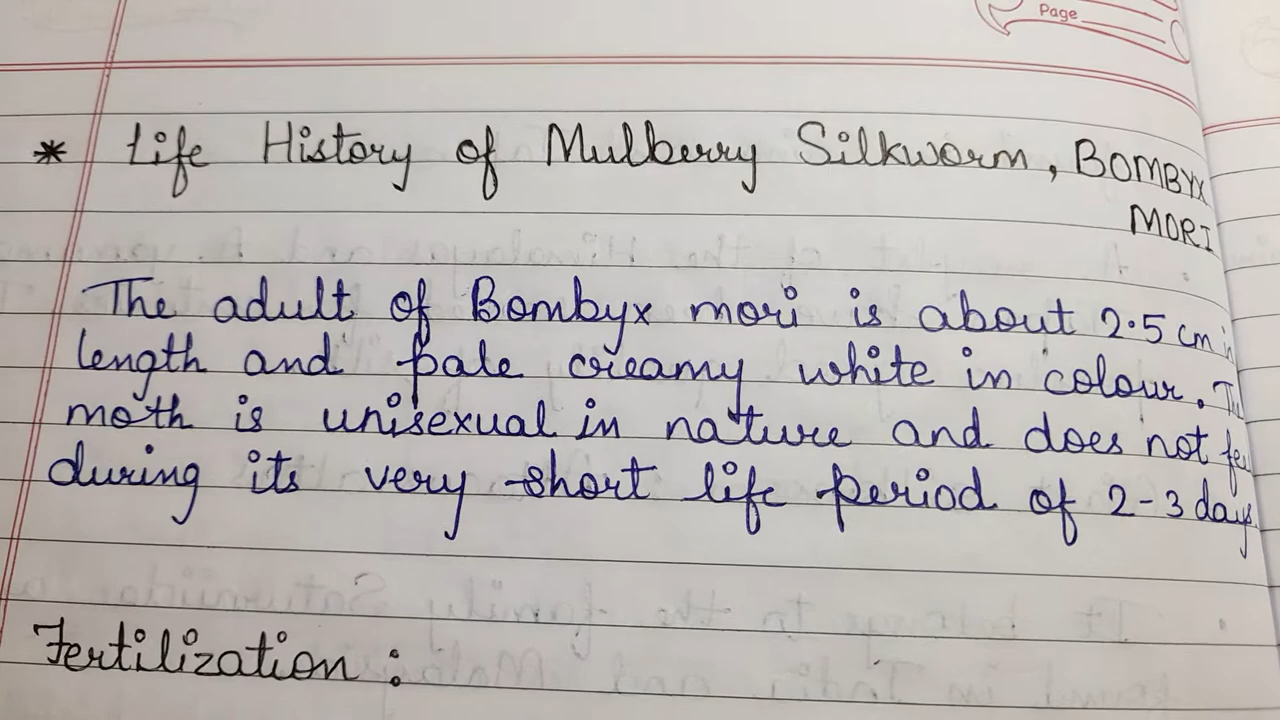 Page
* Life History of Mulberry Silkworm, BOMBYX
MORI
The adult of Bombyx mori is about 2.5 cm in
length and pale creamy white in colour. The
moth is unisexual in nature and does not
during its very short life period of 2-3 days
Fertilization :